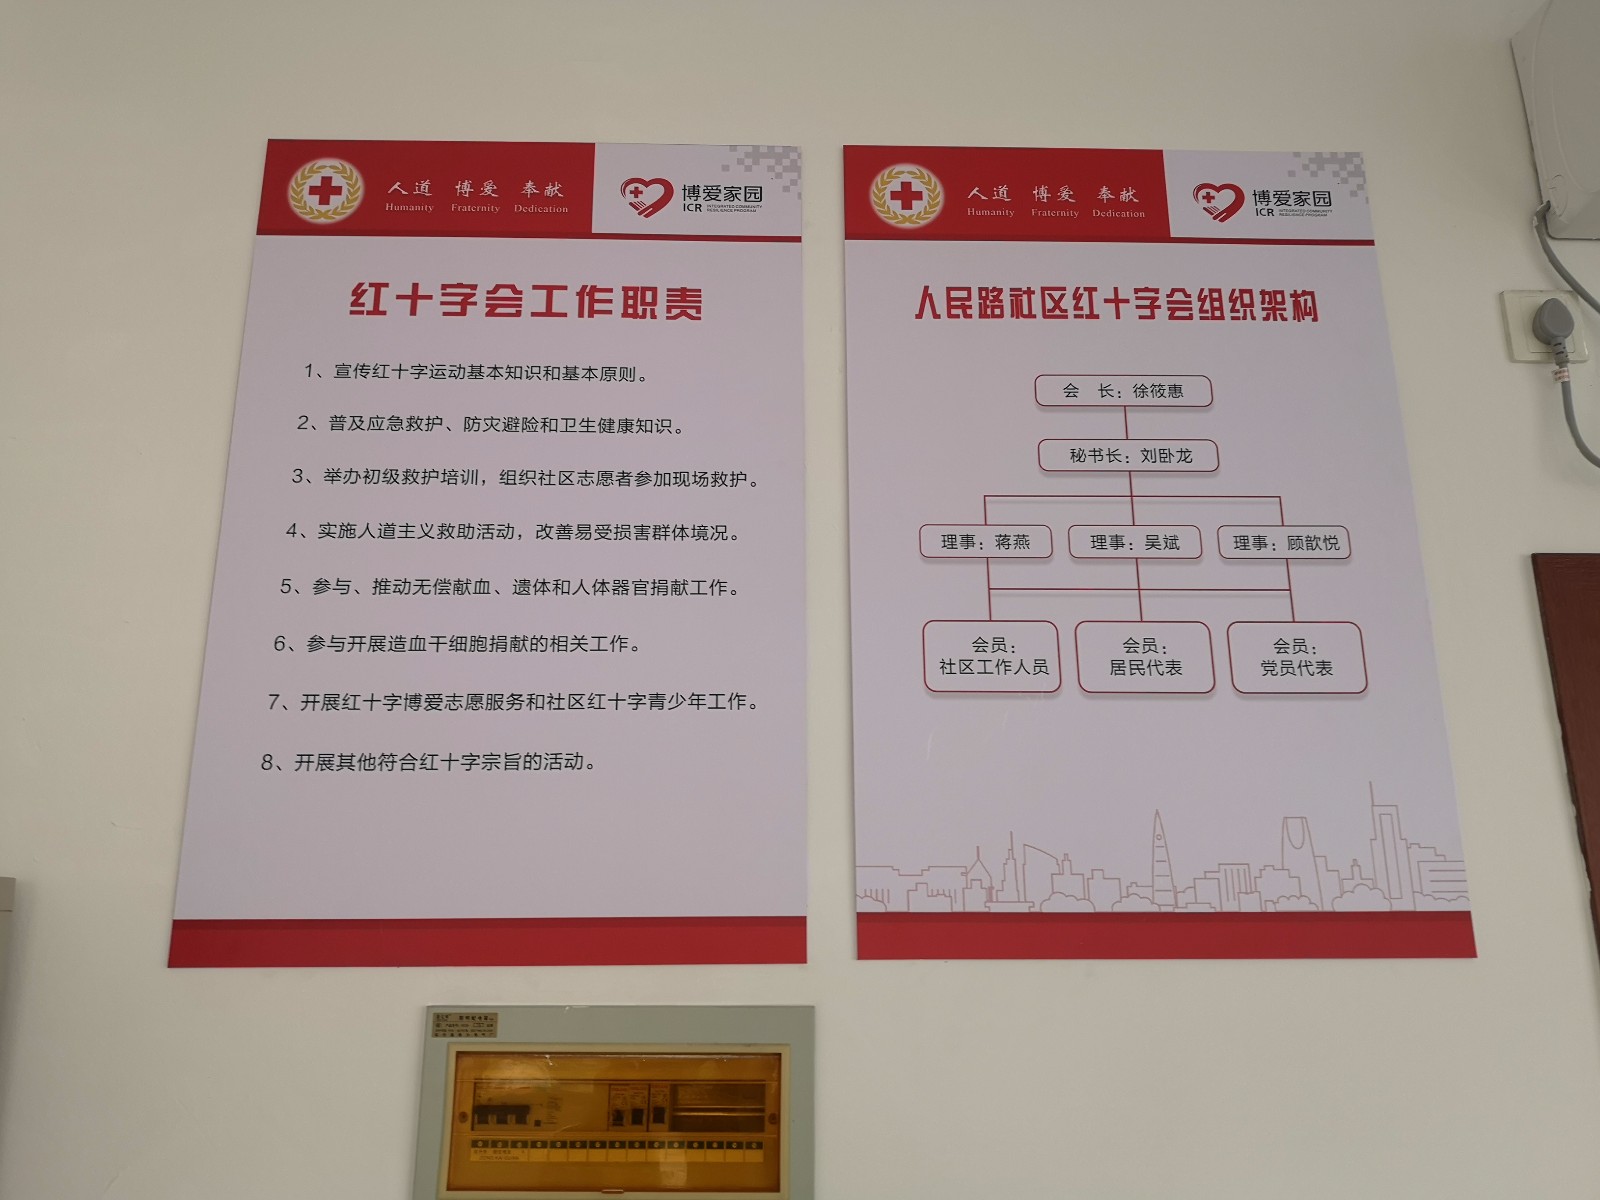 人道 博爱 奉献
Humanity Fraternity Dedication
博爱家园
ICR INTEGRATED COMMUNITY
RESILIENCE PROGRAM
红十字会工作职责
1、宣传红十字运动基本知识和基本原则。
2、普及应急救护、防灾避险和卫生健康知识。
3、举办初级救护培训，组织社区志愿者参加现场救护。
4、实施人道主义救助活动，改善易受损害群体境况。
5、参与、推动无偿献血、遗体和人体器官捐献工作。
6、参与开展造血干细胞捐献的相关工作。
7、开展红十字博爱志愿服务和社区红十字青少年工作。
8、开展其他符合红十字宗旨的活动。
人道 博爱 奉献
Humanity Fraternity Dedication
博爱家园
ICR INTEGRATED COMMUNITY
RESILIENCE PROGRAM
人民路社区红十字会组织架构
会 长：徐筱惠
秘书长：刘卧龙
理事：蒋燕
理事：吴斌
理事：顾歆悦
会员：
社区工作人员
会员：
居民代表
会员：
党员代表